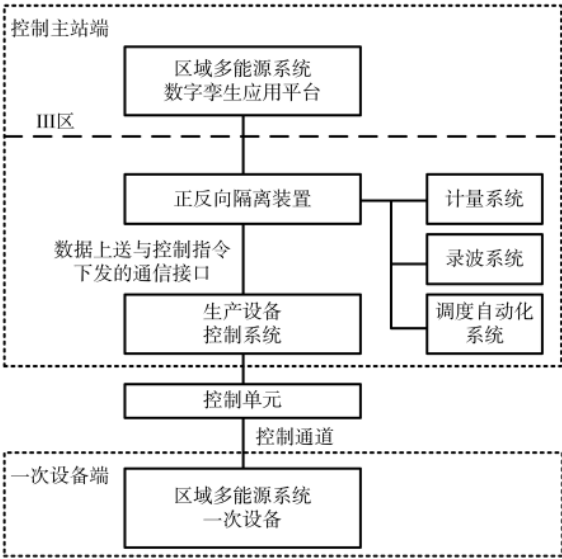 控制主站端
区域多能源系统
数字孪生应用平台
III区
正反向隔离装置
计量系统
数据上送与控制指令
下发的通信接口
录波系统
生产设备
控制系统
调度自动化
系统
控制单元
控制通道
一次设备端
区域多能源系统
一次设备